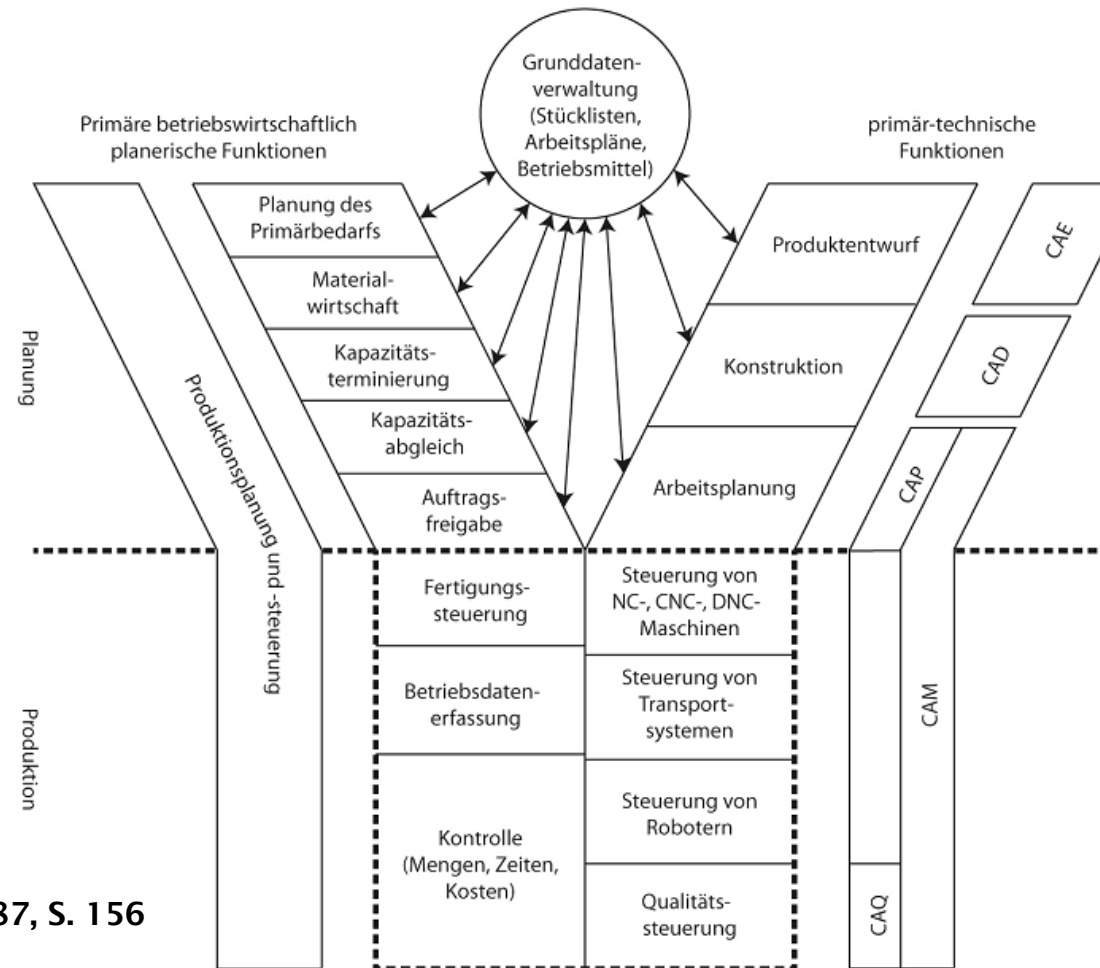 Grunddaten-
verwaltung
(Stücklisten,
Arbeitspläne,
Betriebsmittel)
Primäre betriebswirtschaftlich
planerische Funktionen
primär-technische
Funktionen
Planung
Produktion
Produktionsplanung und -steuerung
Planung des
Primärbedarfs
Material-
wirtschaft
Kapazitäts-
terminierung
Kapazitäts-
abgleich
Auftrags-
freigabe
Fertigungs-
steuerung
Betriebsdaten-
erfassung
Kontrolle
(Mengen, Zeiten,
Kosten)
Produktentwurf
Konstruktion
Arbeitsplanung
Steuerung von
NC-, CNC-, DNC-
Maschinen
Steuerung von
Transport-
systemen
Steuerung von
Robotern
Qualitäts-
steuerung
CAE
CAD
CAP
CAM
CAQ
87, S. 156